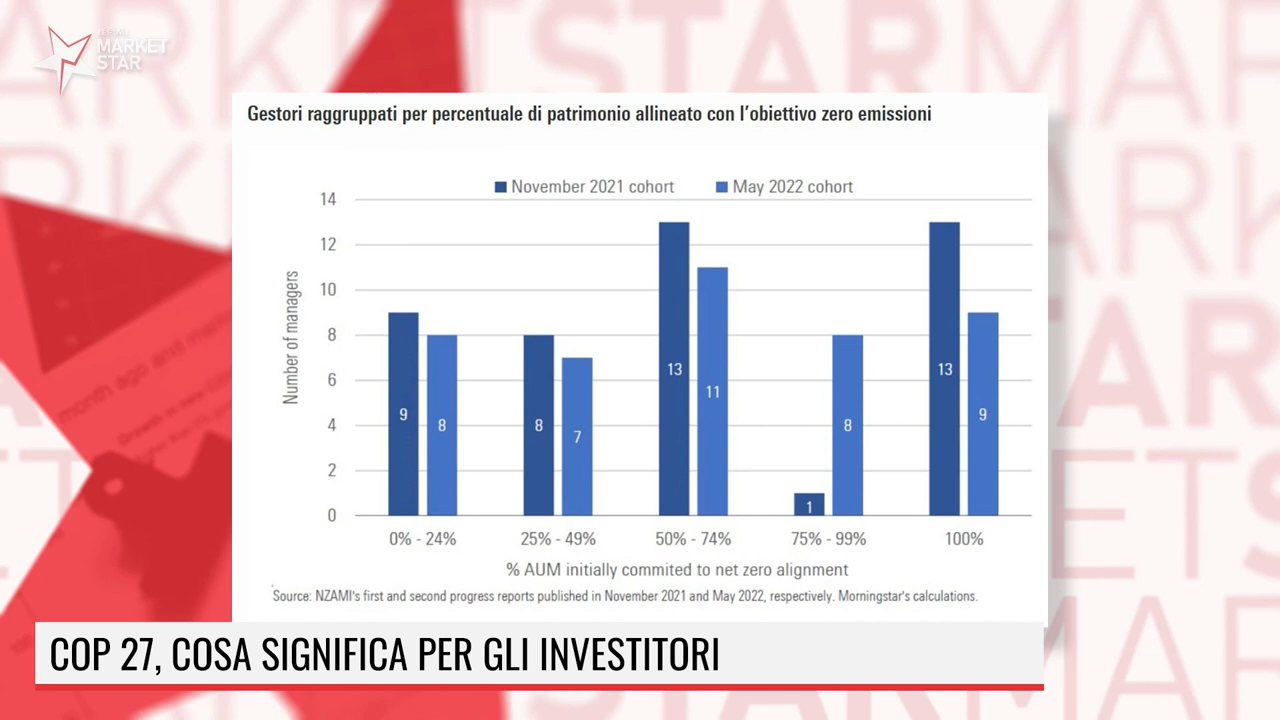 MARKET
STAR
Gestori raggruppati per percentuale di patrimonio allineato con l'obiettivo zero emissioni
November 2021 cohort
May 2022 cohort
14
12
10
8
6
4
2
0
Number of managers
9
8
8
7
13
11
1
8
13
9
0% - 24%
25% - 49%
50% - 74%
75% - 99%
100%
% AUM initially commited to net zero alignment
Source: NZAMI's first and second progress reports published in November 2021 and May 2022, respectively. Morningstar's calculations.
COP 27, COSA SIGNIFICA PER GLI INVESTITORI
month ago and